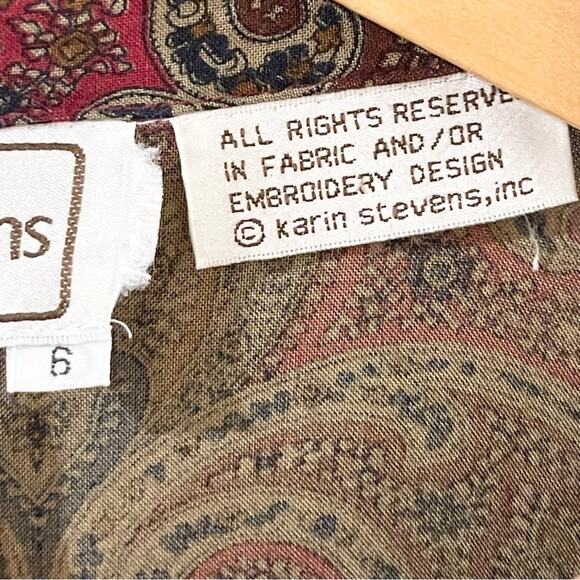 ALL RIGHTS RESERVE
IN FABRIC AND/OR
EMBROIDERY DESIGN
© karin stevens, inc
ns
6